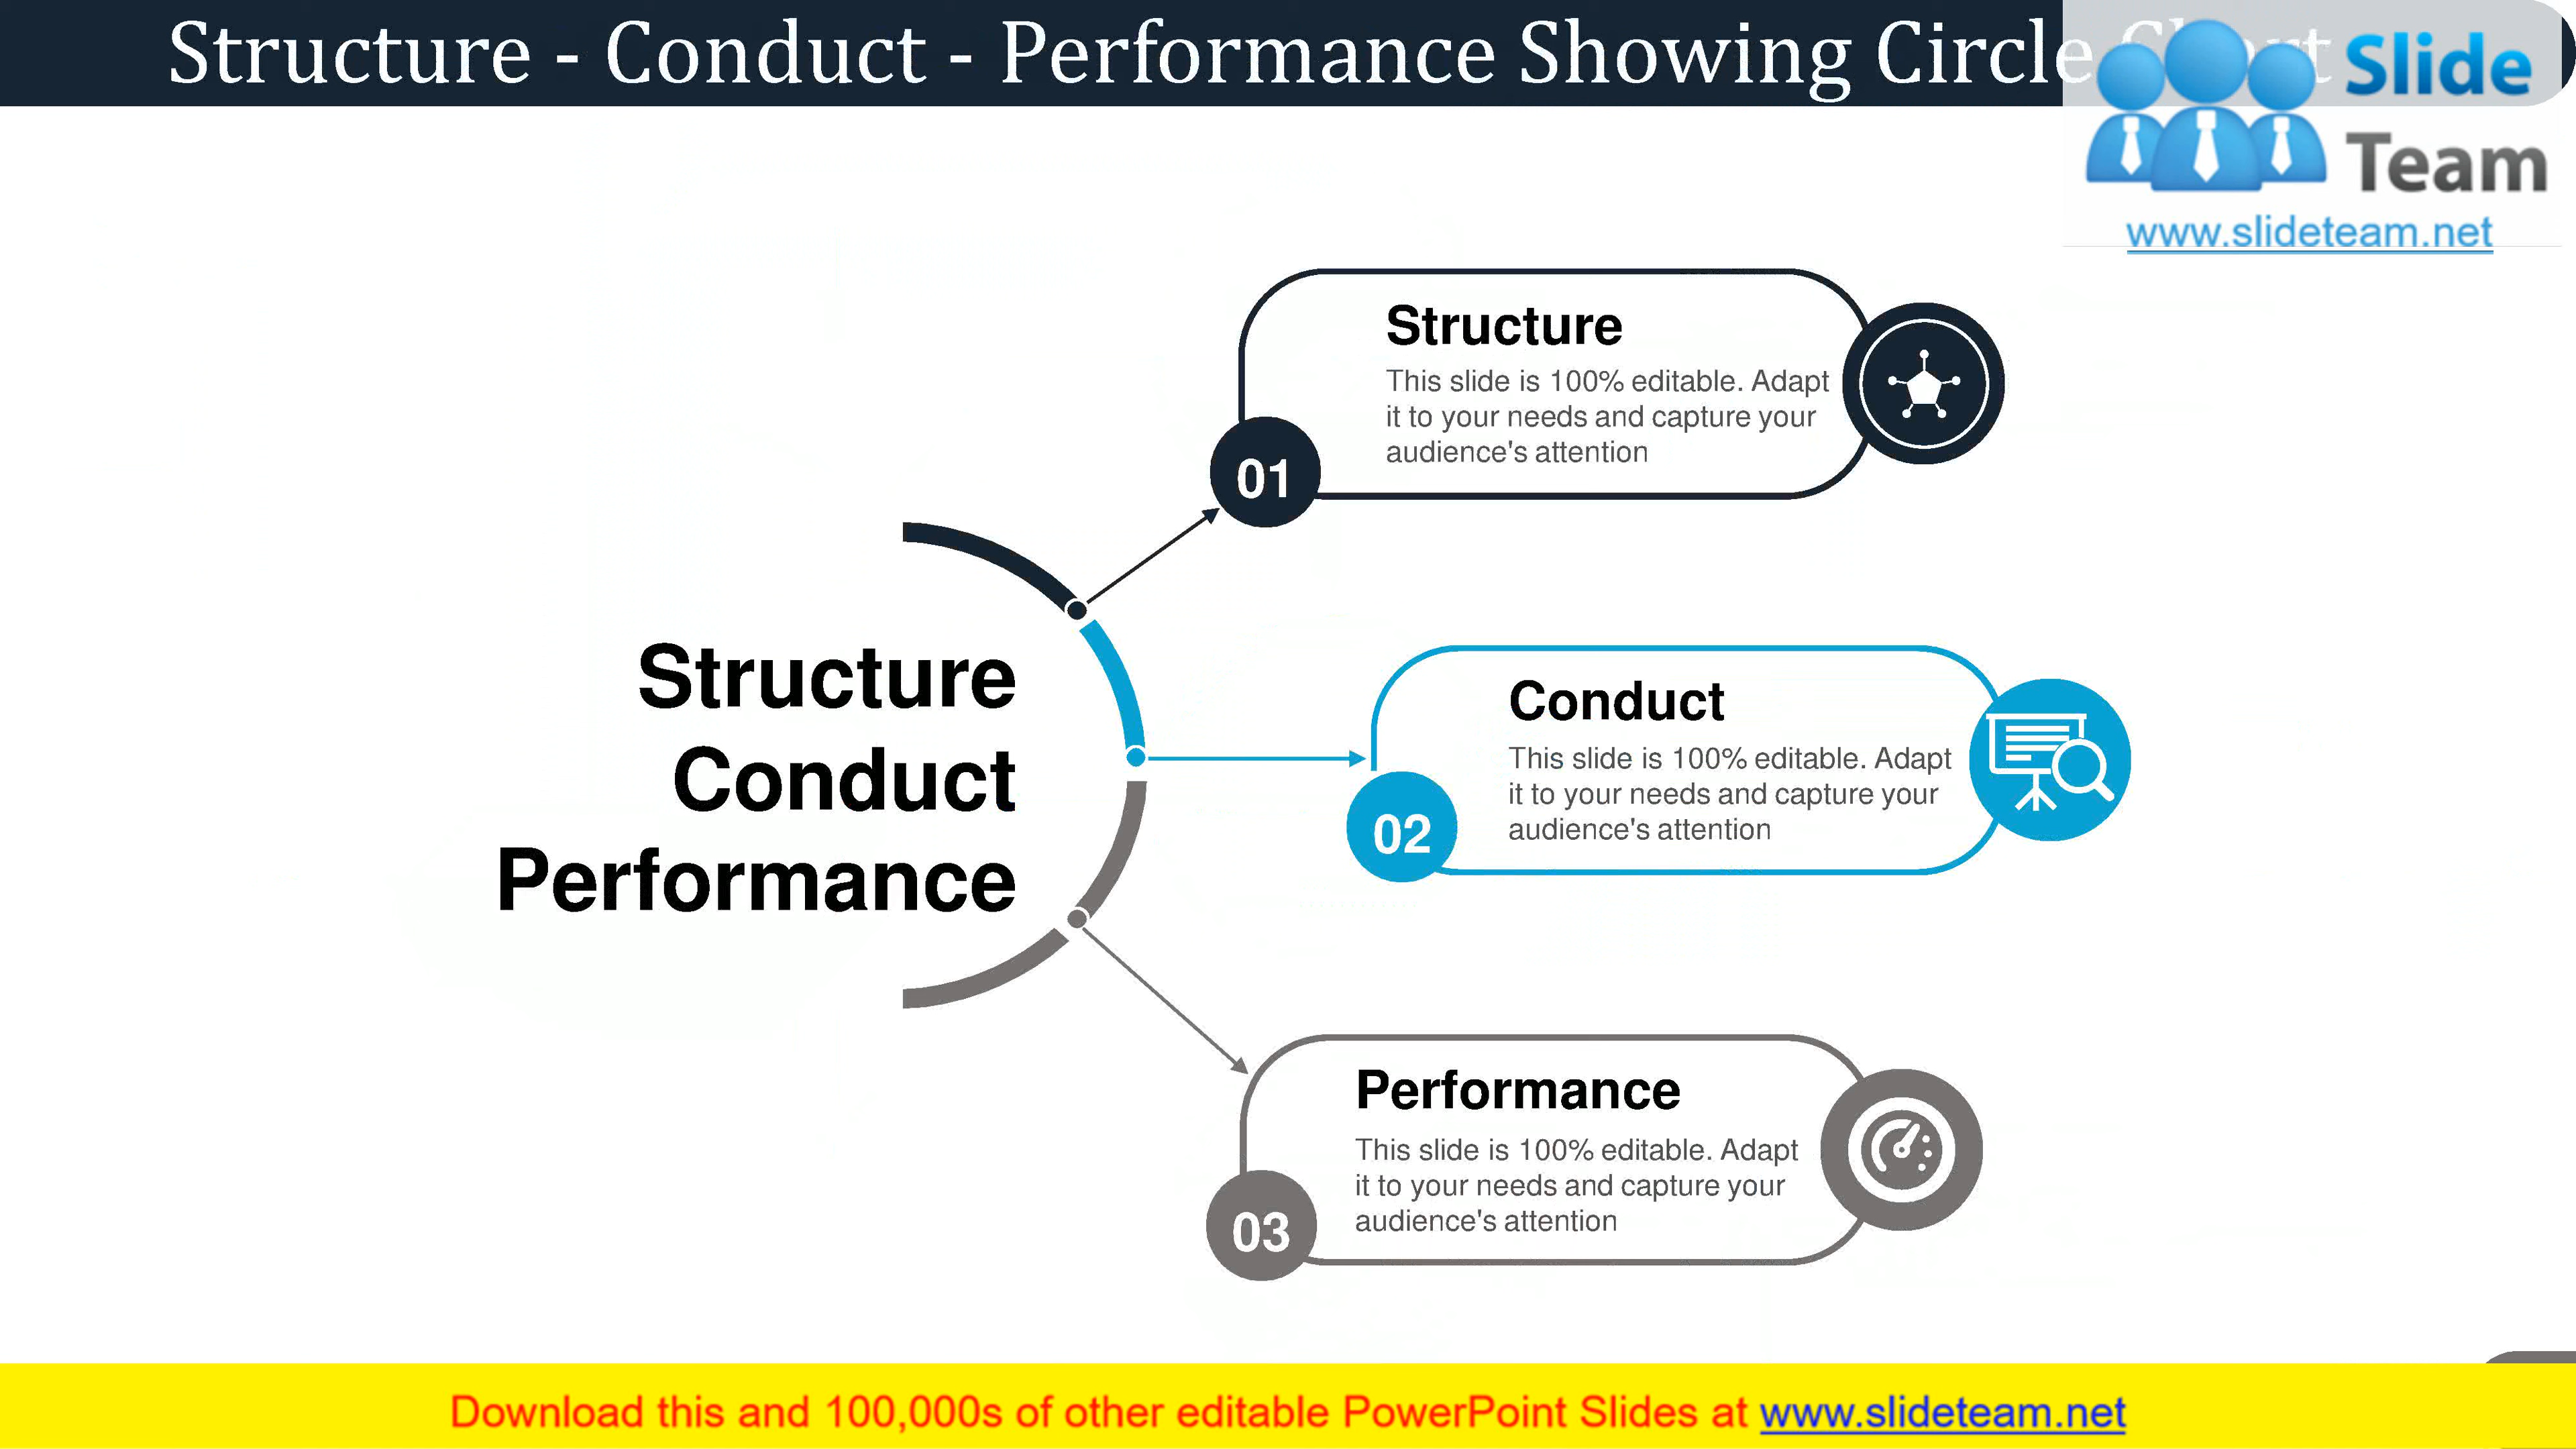 Structure - Conduct - Performance Showing Circle
Slide
Team
www.slideteam.net
Structure
This slide is 100% editable. Adapt
it to your needs and capture your
audience's attention
01
Structure
Conduct
Performance
Conduct
This slide is 100% editable. Adapt
it to your needs and capture your
audience's attention
02
Performance
This slide is 100% editable. Adapt
it to your needs and capture your
audience's attention
03
Download this and 100,000s of other editable PowerPoint Slides at www.slideteam.net